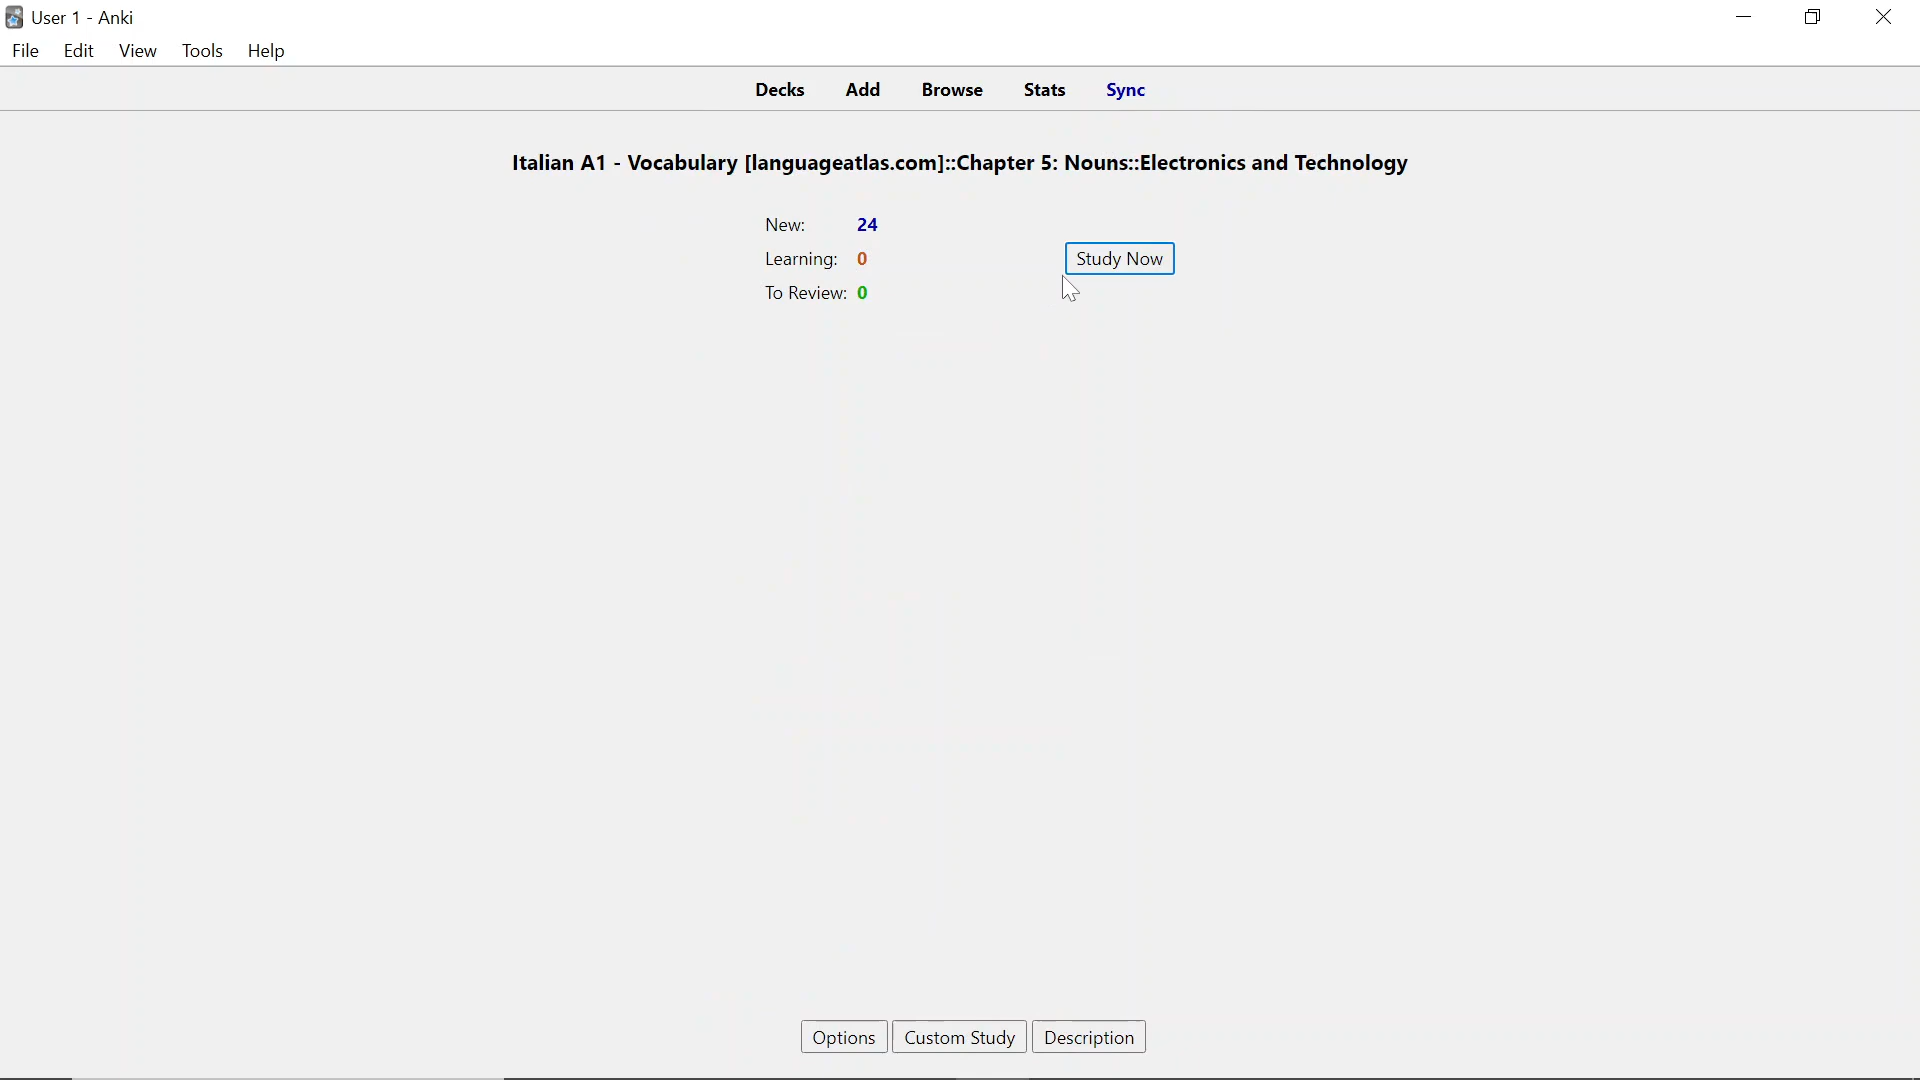 User 1 - Anki
File Edit View Tools Help
Decks Add Browse Stats Sync
Italian A1 - Vocabulary [languageatlas.com]::Chapter 5: Nouns::Electronics and Technology
New: 24
Learning: 0
Study Now
To Review: 0
Options Custom Study Description